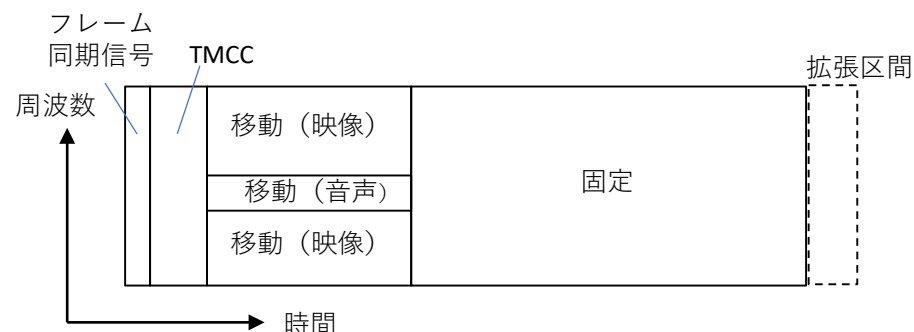 フレーム
同期信号
TMCC
拡張区間
周波数
移動（映像）
移動（音声）
固定
移動（映像）
時間